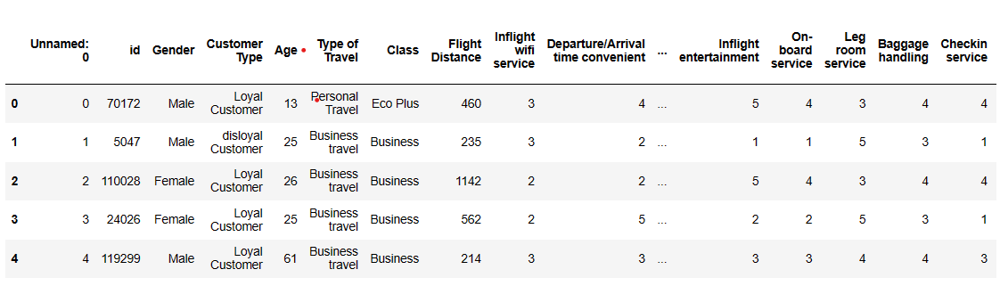 Unnamed: 0 id Gender Customer Type Age Type of Travel Class Flight Distance Inflight wifi service Departure/Arrival time convenient ... Inflight entertainment On-board service Leg room service Baggage handling Checkin service
0 0 70172 Male Loyal Customer 13 Personal Travel Eco Plus 460 3 4 ... 5 4 3 4 4
1 1 5047 Male disloyal Customer 25 Business travel Business 235 3 2 ... 1 1 5 3 1
2 2 110028 Female Loyal Customer 26 Business travel Business 1142 2 2 ... 5 4 3 4 4
3 3 24026 Female Loyal Customer 25 Business travel Business 562 2 5 ... 2 2 5 3 1
4 4 119299 Male Loyal Customer 61 Business travel Business 214 3 3 ... 3 3 4 4 3